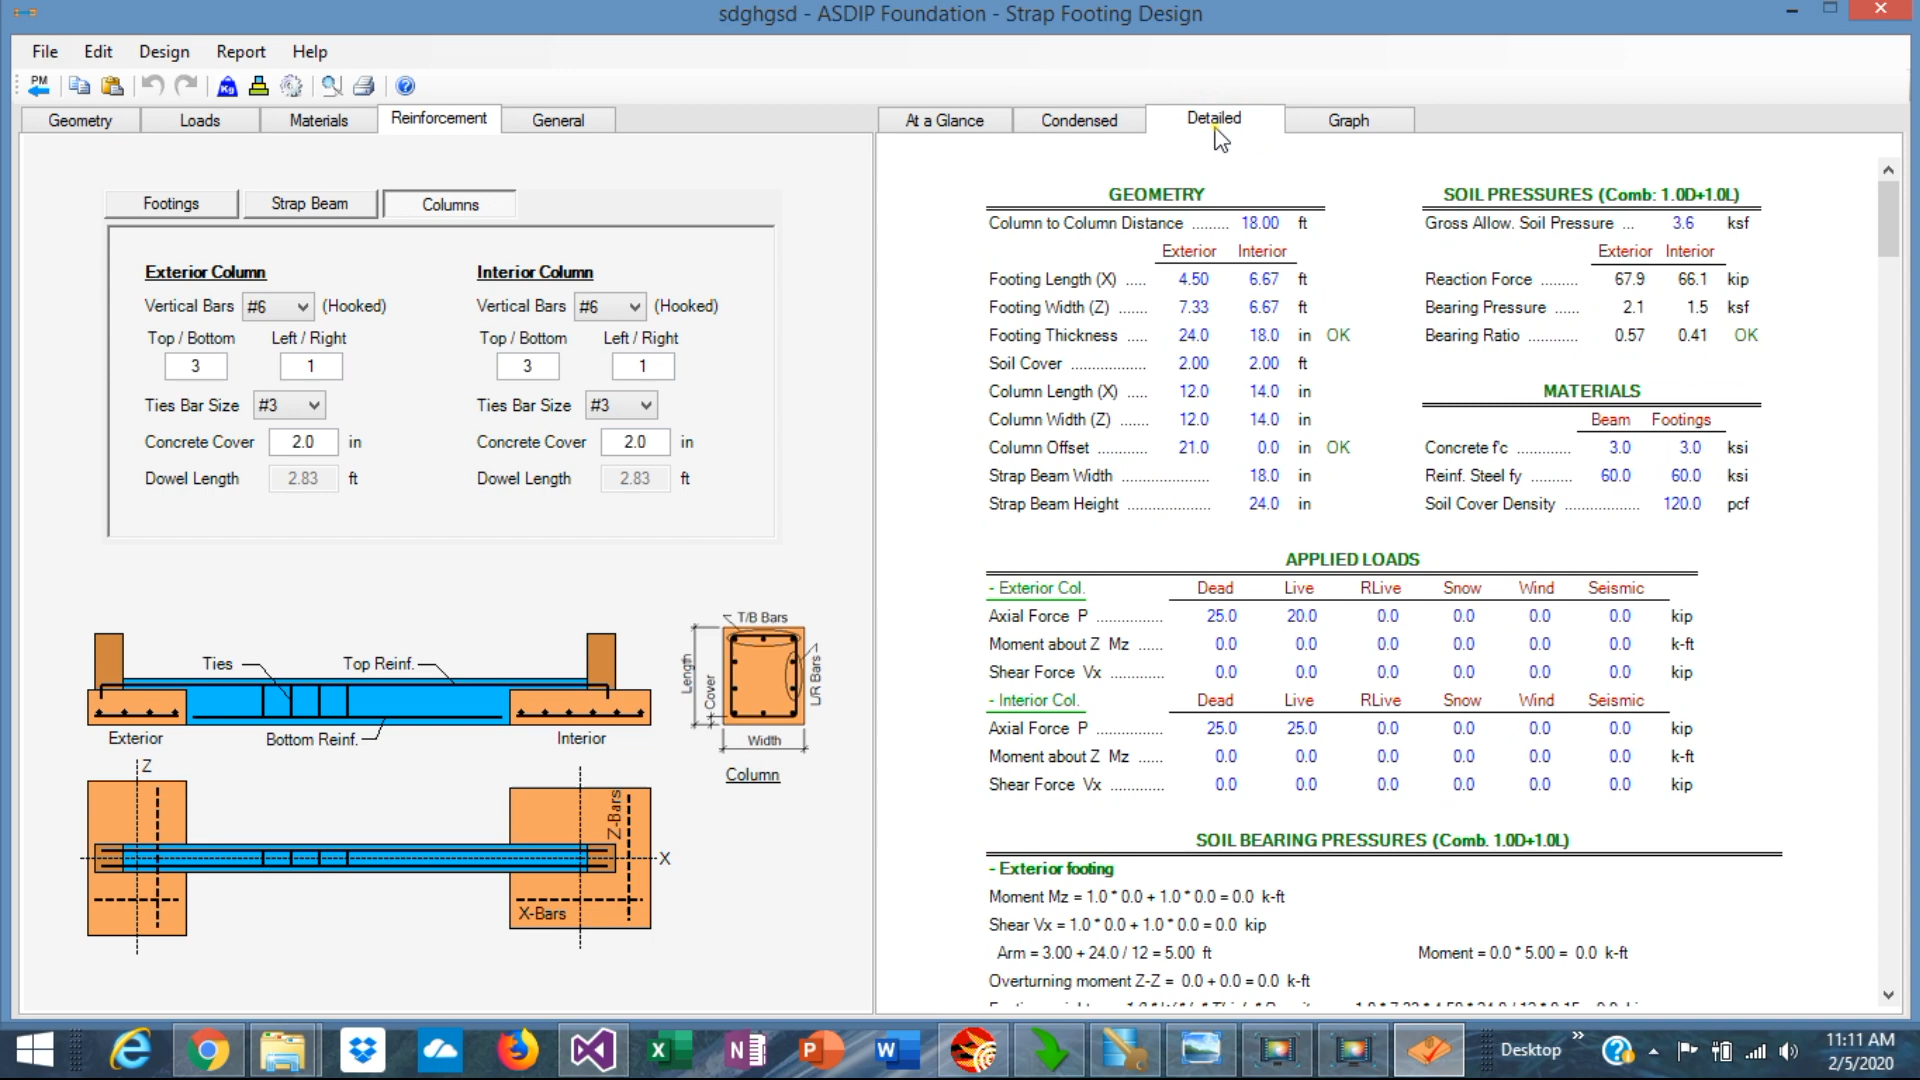 sdghgsd - ASDIP Foundation - Strap Footing Design
File Edit Design Report Help
PM Kg
Geometry Loads Materials Reinforcement General
Footings Strap Beam Columns
Exterior Column Interior Column
Vertical Bars #6 (Hooked) Vertical Bars #6 (Hooked)
Top / Bottom Left / Right Top / Bottom Left / Right
3 1 3 1
Ties Bar Size #3 Ties Bar Size #3
Concrete Cover 2.0 in Concrete Cover 2.0 in
Dowel Length 2.83 ft Dowel Length 2.83 ft
T/B Bars
Ties Top Reinf.
Length Cover L/R Bars
Exterior Bottom Reinf. Interior Width
Column
Z
Z-Bars
X
X-Bars
At a Glance Condensed Detailed Graph
GEOMETRY
Column to Column Distance ......... 18.00 ft
Exterior Interior
Footing Length (X) ..... 4.50 6.67 ft
Footing Width (Z) ....... 7.33 6.67 ft
Footing Thickness ..... 24.0 18.0 in OK
Soil Cover .................. 2.00 2.00 ft
Column Length (X) ..... 12.0 14.0 in
Column Width (Z) ....... 12.0 14.0 in
Column Offset ............ 21.0 0.0 in OK
Strap Beam Width ..................... 18.0 in
Strap Beam Height .................... 24.0 in
SOIL PRESSURES (Comb: 1.0D+1.0L)
Gross Allow. Soil Pressure ... 3.6 ksf
Exterior Interior
Reaction Force ......... 67.9 66.1 kip
Bearing Pressure ...... 2.1 1.5 ksf
Bearing Ratio ............ 0.57 0.41 OK
MATERIALS
Beam Footings
Concrete f'c ............. 3.0 3.0 ksi
Reinf. Steel fy .......... 60.0 60.0 ksi
Soil Cover Density .................. 120.0 pcf
APPLIED LOADS
- Exterior Col. Dead Live RLive Snow Wind Seismic
Axial Force P ................ 25.0 20.0 0.0 0.0 0.0 0.0 kip
Moment about Z Mz ...... 0.0 0.0 0.0 0.0 0.0 0.0 k-ft
Shear Force Vx ............. 0.0 0.0 0.0 0.0 0.0 0.0 kip
- Interior Col. Dead Live RLive Snow Wind Seismic
Axial Force P ................ 25.0 25.0 0.0 0.0 0.0 0.0 kip
Moment about Z Mz ...... 0.0 0.0 0.0 0.0 0.0 0.0 k-ft
Shear Force Vx ............. 0.0 0.0 0.0 0.0 0.0 0.0 kip
SOIL BEARING PRESSURES (Comb. 1.0D+1.0L)
- Exterior footing
Moment Mz = 1.0 * 0.0 + 1.0 * 0.0 = 0.0 k-ft
Shear Vx = 1.0 * 0.0 + 1.0 * 0.0 = 0.0 kip
Arm = 3.00 + 24.0 / 12 = 5.00 ft Moment = 0.0 * 5.00 = 0.0 k-ft
Overturning moment Z-Z = 0.0 + 0.0 = 0.0 k-ft
Desktop
11:11 AM
2/5/2020